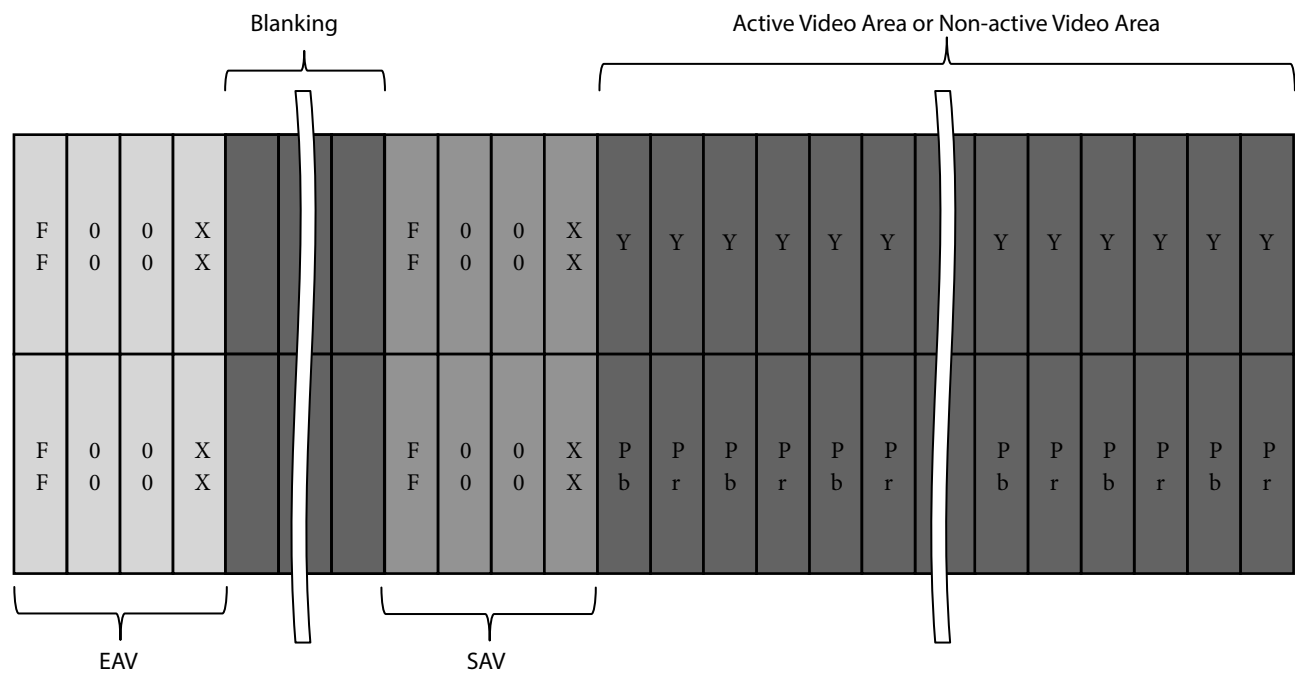 Blanking
Active Video Area or Non-active Video Area
F 0 0 X F 0 0 X Y Y Y Y Y Y Y Y Y Y Y Y
F 0 0 X F 0 0 X
F 0 0 X F 0 0 X P P P P P P P P P P P P
F 0 0 X F 0 0 X b r b r b r b r b r b r
EAV
SAV